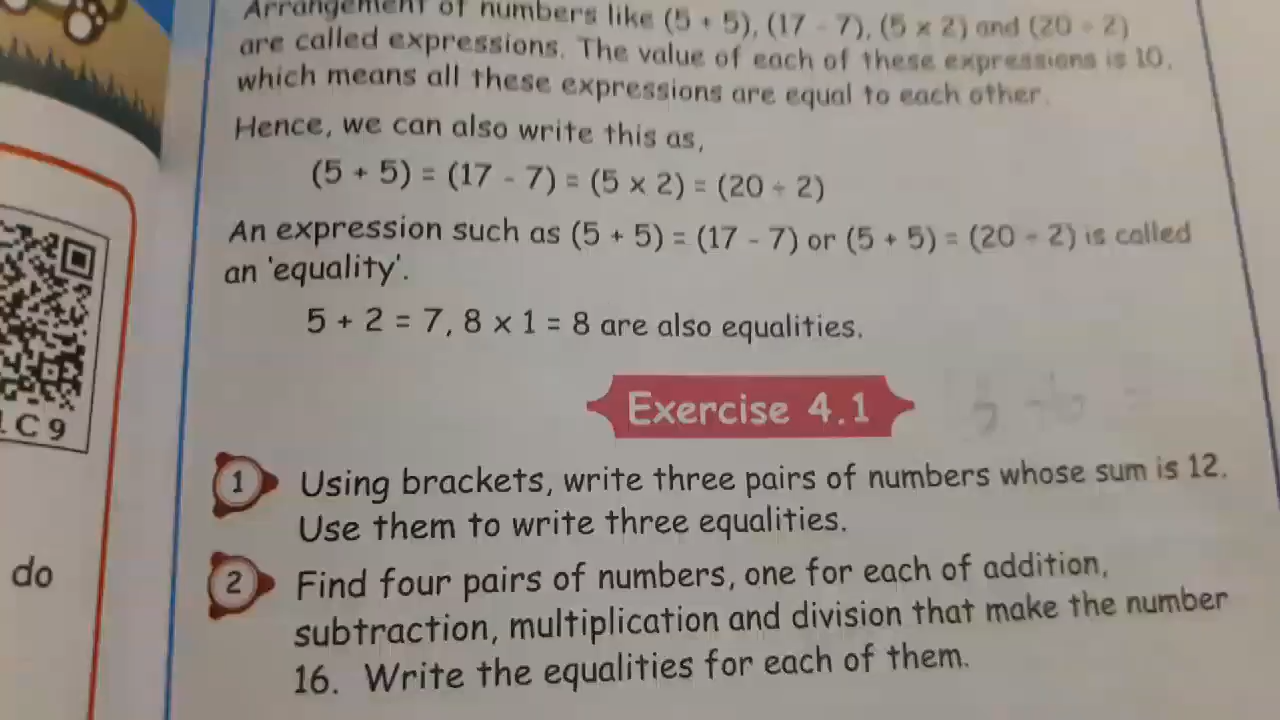 Arrangement of numbers like (5 + 5), (17 - 7), (5 × 2) and (20 ÷ 2)
are called expressions. The value of each of these expressions is 10,
which means all these expressions are equal to each other.
Hence, we can also write this as,
(5 + 5) = (17 - 7) = (5 × 2) = (20 ÷ 2)
An expression such as (5 + 5) = (17 - 7) or (5 + 5) = (20 ÷ 2) is called
an 'equality'.
5 + 2 = 7, 8 × 1 = 8 are also equalities.
Exercise 4.1
1 Using brackets, write three pairs of numbers whose sum is 12.
Use them to write three equalities.
2 Find four pairs of numbers, one for each of addition,
subtraction, multiplication and division that make the number
16. Write the equalities for each of them.
C9
do